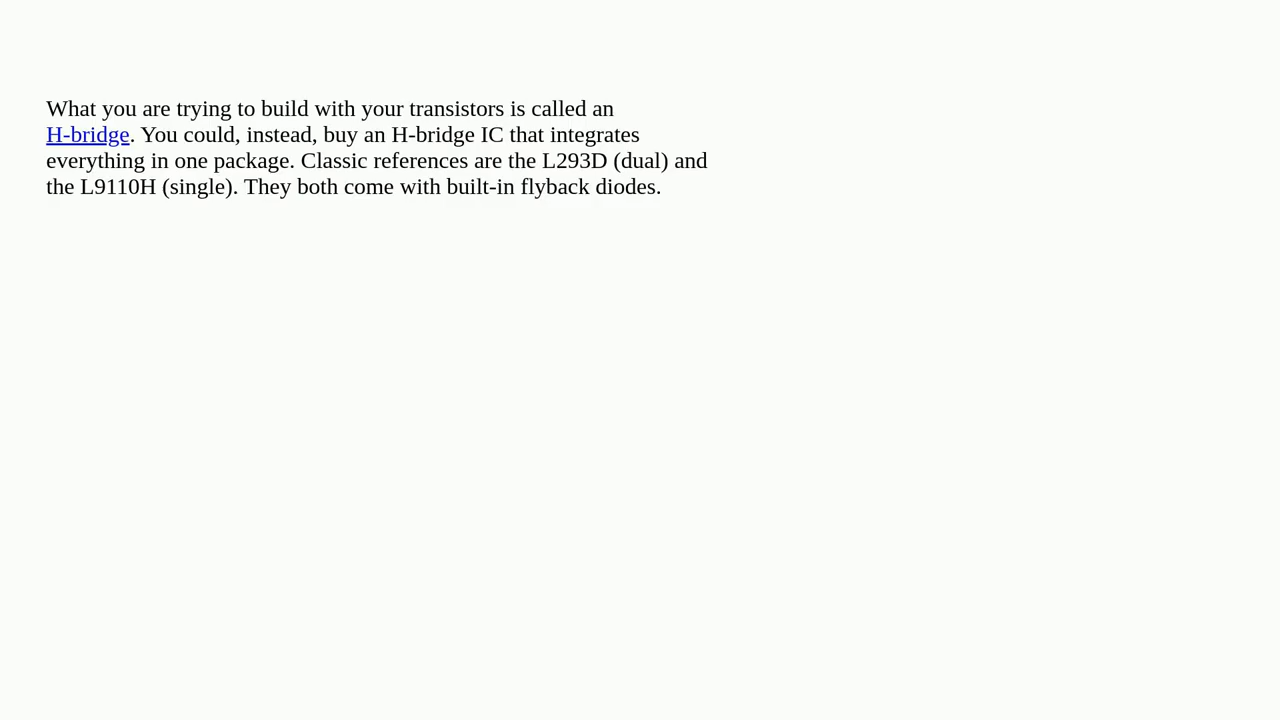 What you are trying to build with your transistors is called an
H-bridge. You could, instead, buy an H-bridge IC that integrates
everything in one package. Classic references are the L293D (dual) and
the L9110H (single). They both come with built-in flyback diodes.